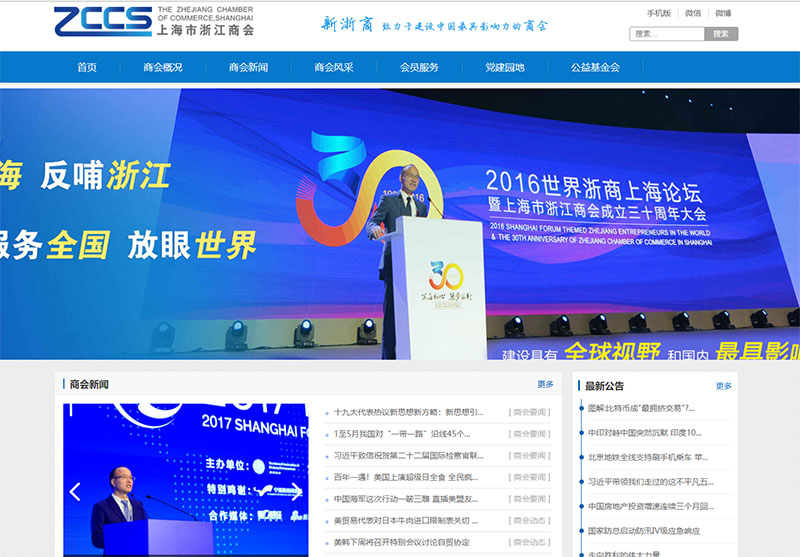 ZCCS
THE ZHEJIANG CHAMBER
OF COMMERCE,SHANGHAI
上海市浙江商会
新浙商 致力于建设中国最具影响力的商会
手机版 微信 微博
搜索... 搜索
首页 商会概况 商会新闻 商会风采 会员服务 党建园地 公益基金会
海 反哺浙江
服务全国 放眼世界
30
2016世界浙商上海论坛
暨上海市浙江商会成立三十周年大会
2016 SHANGHAI FORUM THEMED ZHEJIANG ENTREPRENEURS IN THE WORLD
& THE 30TH ANNIVERSARY OF ZHEJIANG CHAMBER OF COMMERCE IN SHANGHAI
30
建设具有 全球视野 和国内 最具影响
商会新闻 更多
2017 SHANGHAI
主办单位:
特别鸣谢:
合作媒体:
十九大代表热议新思想新方略：新思想引... [ 商会要闻 ]
1至5月我国对“一带一路”沿线45个... [ 商会要闻 ]
习近平致信祝贺第二十二届国际检察官联... [ 商会要闻 ]
百年一遇！美国上演超级日全食 全民疯... [ 商会要闻 ]
中国海军这次行动一箭三雕 直插美盟友... [ 商会要闻 ]
美贸易代表对日本牛肉进口限制表关切 ... [ 商会动态 ]
美韩下周将召开特别会议讨论自贸协定 [ 商会动态 ]
最新公告 更多
图解:比特币成"最拥挤交易"?...
中印对峙中国突然沉默 印度10...
北京地铁全线支持刷手机乘车 苹...
习近平带领我们走过的这不平凡五...
中国房地产投资增速连续三个月回...
国家防总启动防汛IV级应急响应
走向胜利的伟大力量